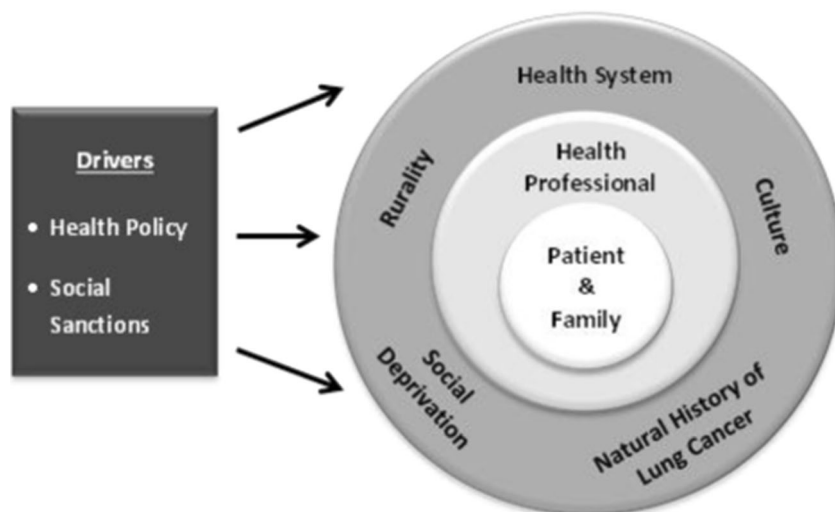 Drivers
• Health Policy
• Social
Sanctions
Health System
Rurality
Culture
Social
Deprivation
Natural History of
Lung Cancer
Health
Professional
Patient
&
Family